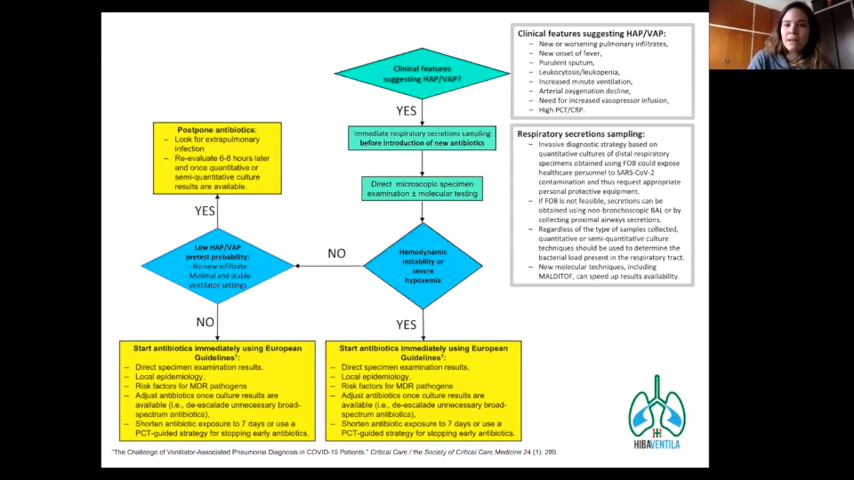 Clinical features
suggesting HAP/VAP?
YES
Immediate respiratory secretions sampling
before introduction of new antibiotics
Direct microscopic specimen
examination ± molecular testing
Hemodynamic
instability or
severe
hypoxemia
NO
Low HAP/VAP
pretest probability:
- No new infiltrate
- Minimal and stable
ventilator settings
YES
Postpone antibiotics:
– Look for extrapulmonary
infection
– Re-evaluate 6-8 hours later
and once quantitative or
semi-quantitative culture
results are available.
NO
Start antibiotics immediately using European
Guidelines¹:
– Direct specimen examination results,
– Local epidemiology,
– Risk factors for MDR pathogens
– Adjust antibiotics once culture results are
available (i.e., de-escalade unnecessary broad-
spectrum antibiotics),
– Shorten antibiotic exposure to 7 days or use a
PCT-guided strategy for stopping early antibiotics.
YES
Start antibiotics immediately using European
Guidelines¹:
– Direct specimen examination results,
– Local epidemiology,
– Risk factors for MDR pathogens
– Adjust antibiotics once culture results are
available (i.e., de-escalade unnecessary broad-
spectrum antibiotics),
– Shorten antibiotic exposure to 7 days or use a
PCT-guided strategy for stopping early antibiotics.
Clinical features suggesting HAP/VAP:
– New or worsening pulmonary infiltrates,
– New onset of fever,
– Purulent sputum,
– Leukocytosis/leukopenia,
– Increased minute ventilation,
– Arterial oxygenation decline,
– Need for increased vasopressor infusion,
– High PCT/CRP.
Respiratory secretions sampling:
– Invasive diagnostic strategy based on
quantitative cultures of distal respiratory
specimens obtained using FOB could expose
healthcare personnel to SARS-CoV-2
contamination and thus request appropriate
personal protective equipment.
– If FOB is not feasible, secretions can be
obtained using non-bronchoscopic BAL or by
collecting proximal airways secretions.
– Regardless of the type of samples collected,
quantitative or semi-quantitative culture
techniques should be used to determine the
bacterial load present in the respiratory tract.
– New molecular techniques, including
MALDITOF, can speed up results availability.
HIBAVENTILA
"The Challenge of Ventilator-Associated Pneumonia Diagnosis in COVID-19 Patients." Critical Care / the Society of Critical Care Medicine 24 (1): 289.